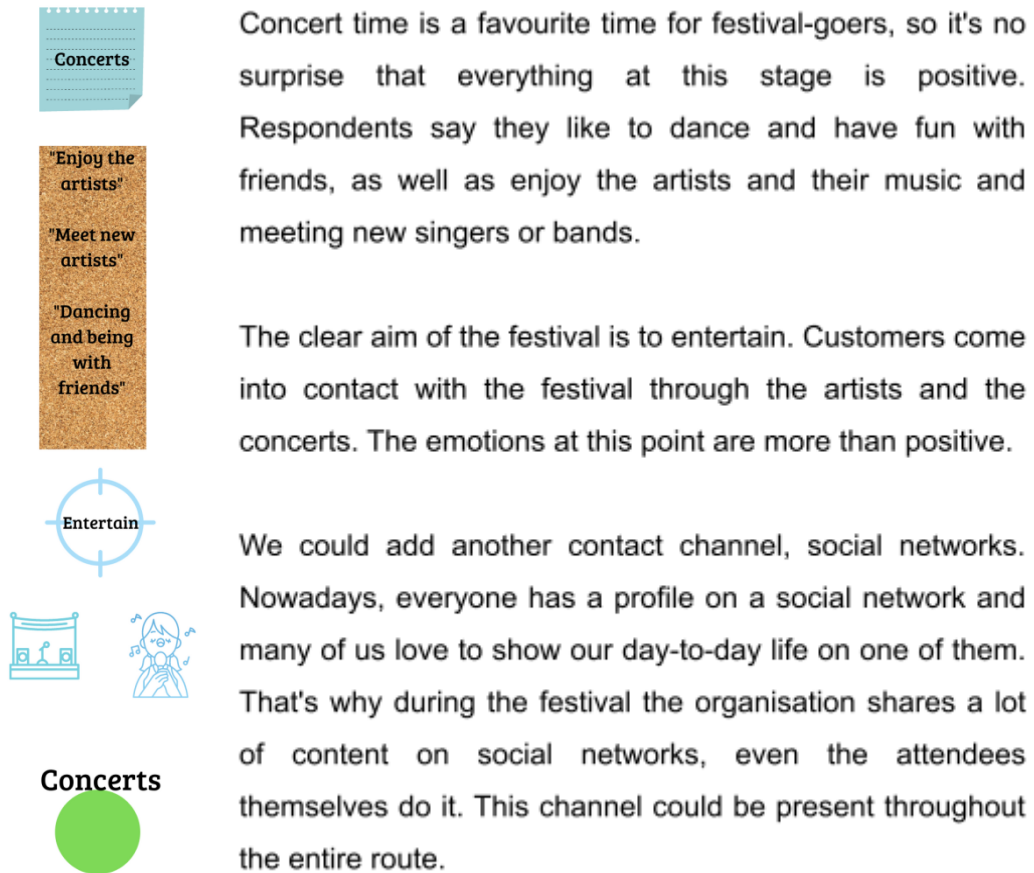 Concerts
"Enjoy the
artists"
"Meet new
artists"
"Dancing
and being
with
friends"
Entertain
Concerts
Concert time is a favourite time for festival-goers, so it's no
surprise that everything at this stage is positive.
Respondents say they like to dance and have fun with
friends, as well as enjoy the artists and their music and
meeting new singers or bands.
The clear aim of the festival is to entertain. Customers come
into contact with the festival through the artists and the
concerts. The emotions at this point are more than positive.
We could add another contact channel, social networks.
Nowadays, everyone has a profile on a social network and
many of us love to show our day-to-day life on one of them.
That's why during the festival the organisation shares a lot
of content on social networks, even the attendees
themselves do it. This channel could be present throughout
the entire route.